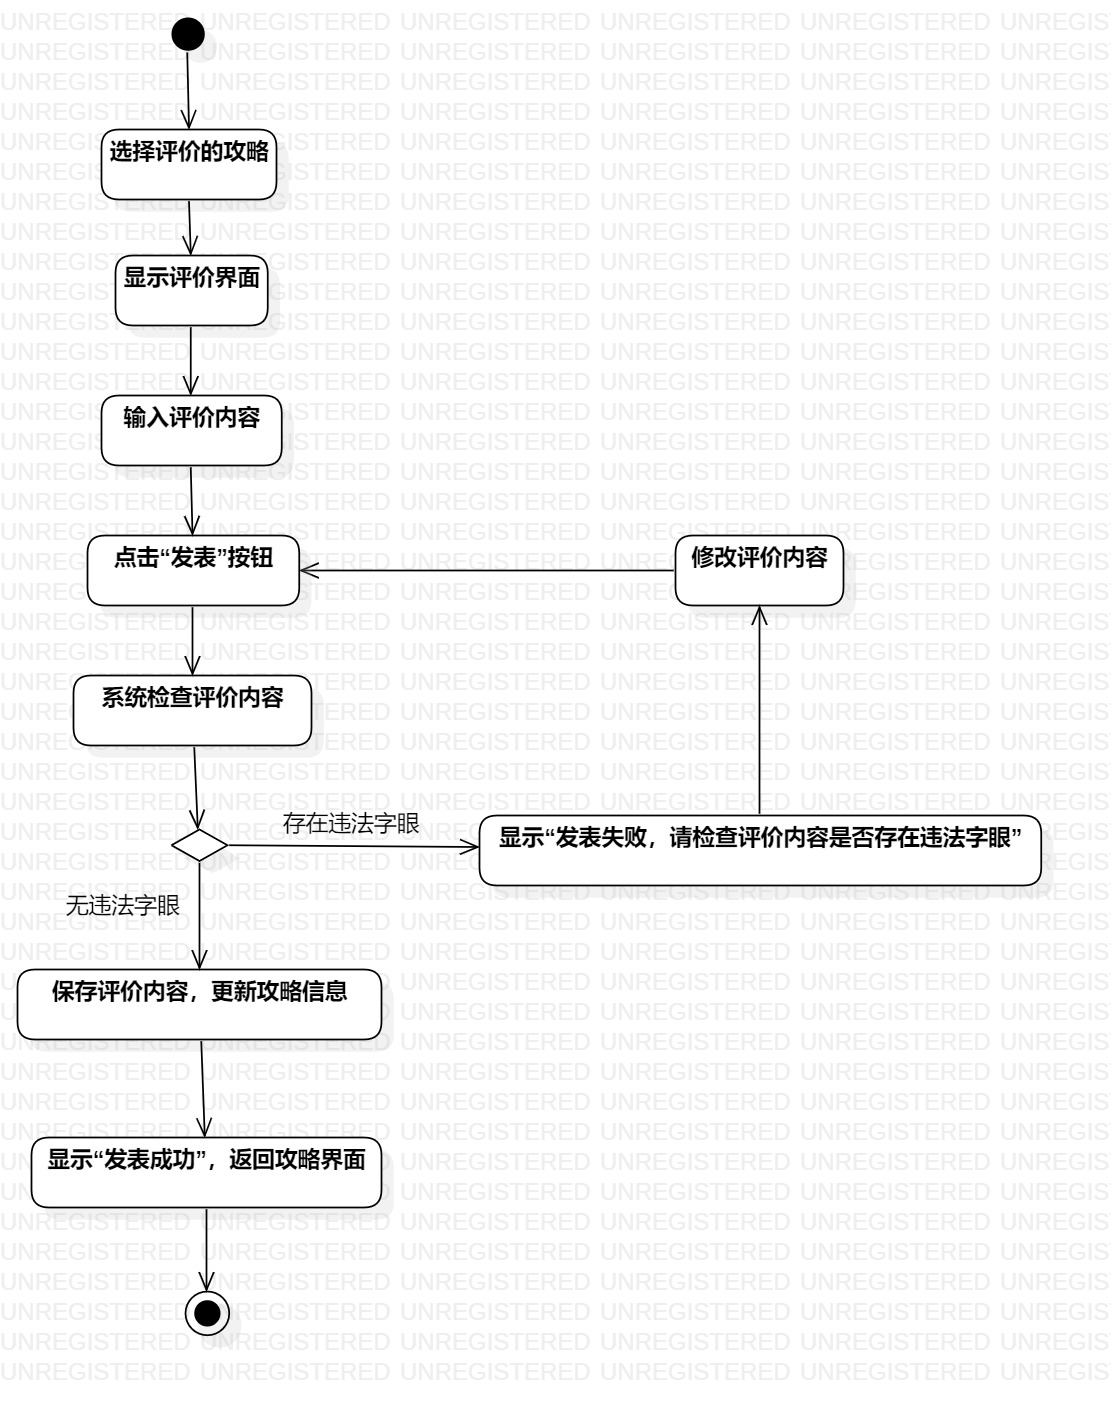 选择评价的攻略
显示评价界面
输入评价内容
点击“发表”按钮
修改评价内容
系统检查评价内容
存在违法字眼
显示“发表失败，请检查评价内容是否存在违法字眼”
无违法字眼
保存评价内容，更新攻略信息
显示“发表成功”，返回攻略界面
UNREGISTERED